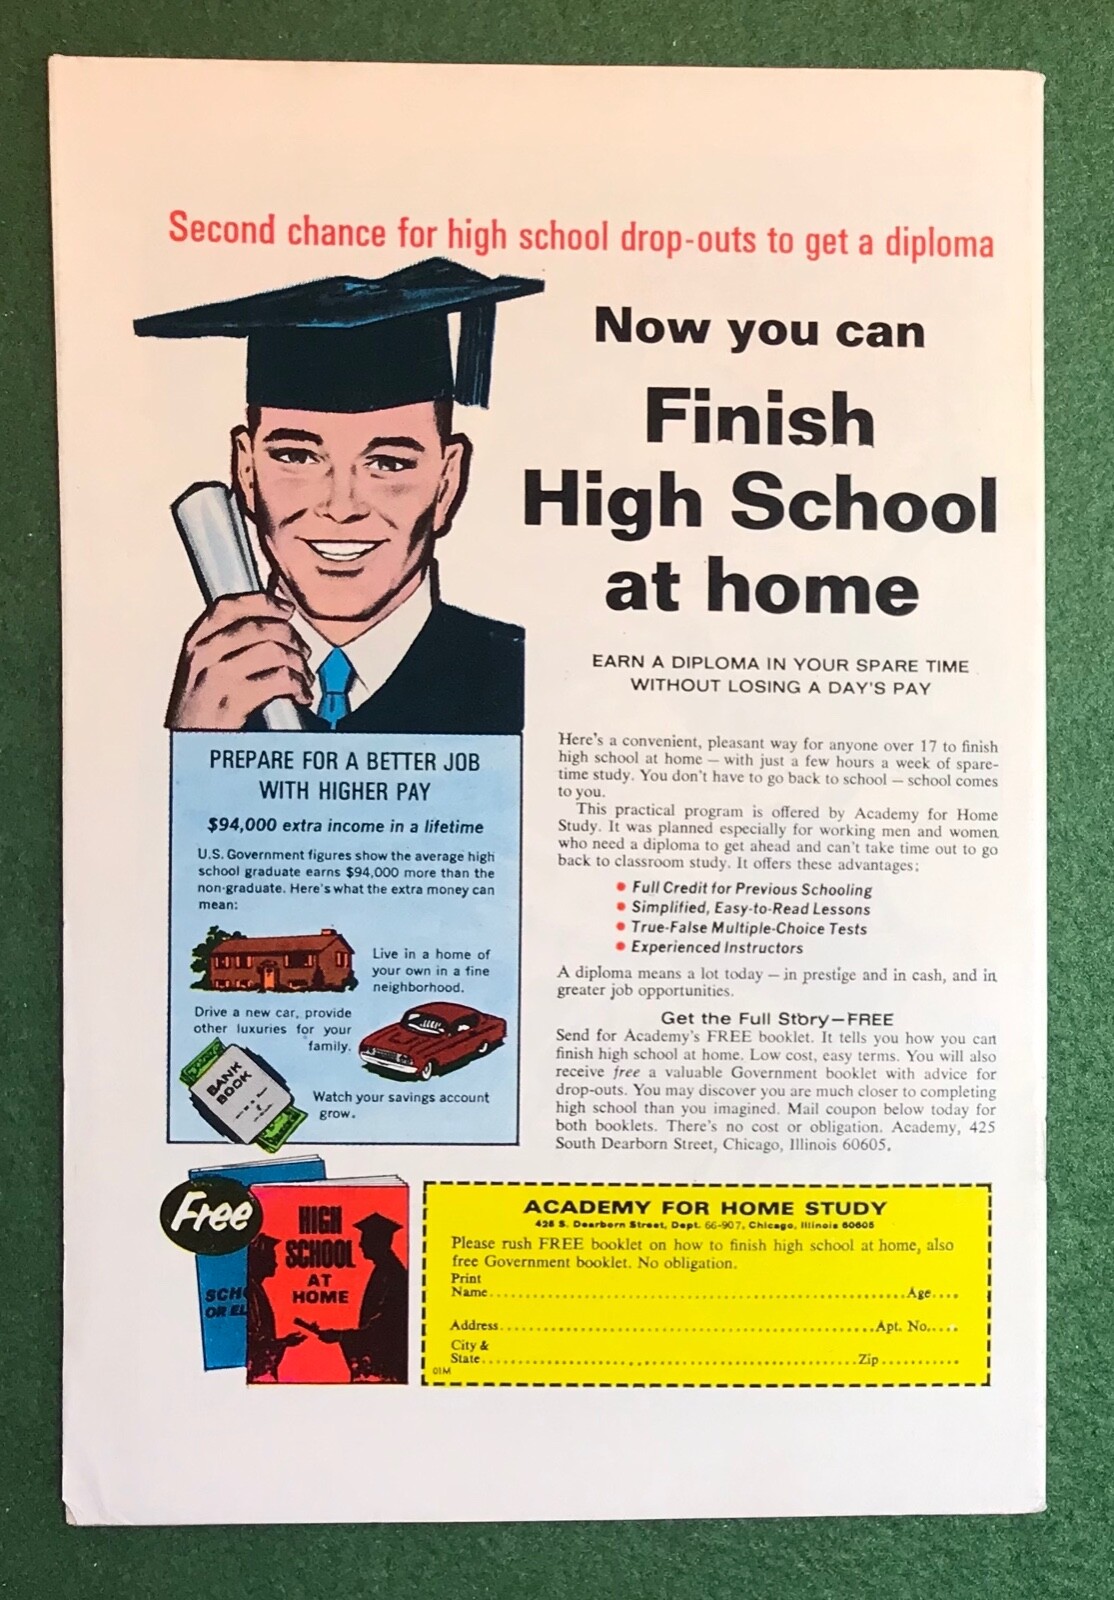 Second chance for high school drop-outs to get a diploma
Now you can
Finish
High School
at home
EARN A DIPLOMA IN YOUR SPARE TIME
WITHOUT LOSING A DAY'S PAY
PREPARE FOR A BETTER JOB
WITH HIGHER PAY
$94,000 extra income in a lifetime
U.S. Government figures show the average high
school graduate earns $94,000 more than the
non-graduate. Here's what the extra money can
mean:
Live in a home of
your own in a fine
neighborhood.
Drive a new car, provide
other luxuries for your
family.
BANK
BOOK
Watch your savings account
grow.
Here's a convenient, pleasant way for anyone over 17 to finish
high school at home — with just a few hours a week of spare-
time study. You don't have to go back to school — school comes
to you.
This practical program is offered by Academy for Home
Study. It was planned especially for working men and women
who need a diploma to get ahead and can't take time out to go
back to classroom study. It offers these advantages;
• Full Credit for Previous Schooling
• Simplified, Easy-to-Read Lessons
• True-False Multiple-Choice Tests
• Experienced Instructors
A diploma means a lot today — in prestige and in cash, and in
greater job opportunities.
Get the Full Story—FREE
Send for Academy's FREE booklet. It tells you how you can
finish high school at home. Low cost, easy terms. You will also
receive free a valuable Government booklet with advice for
drop-outs. You may discover you are much closer to completing
high school than you imagined. Mail coupon below today for
both booklets. There's no cost or obligation. Academy, 425
South Dearborn Street, Chicago, Illinois 60605.
Free
SCH
OR EL
HIGH
SCHOOL
AT
HOME
ACADEMY FOR HOME STUDY
425 S. Dearborn Street, Dept. 66-907, Chicago, Illinois 60605
Please rush FREE booklet on how to finish high school at home, also
free Government booklet. No obligation.
Print
Name Age
Address Apt. No.
City &
State Zip
01M